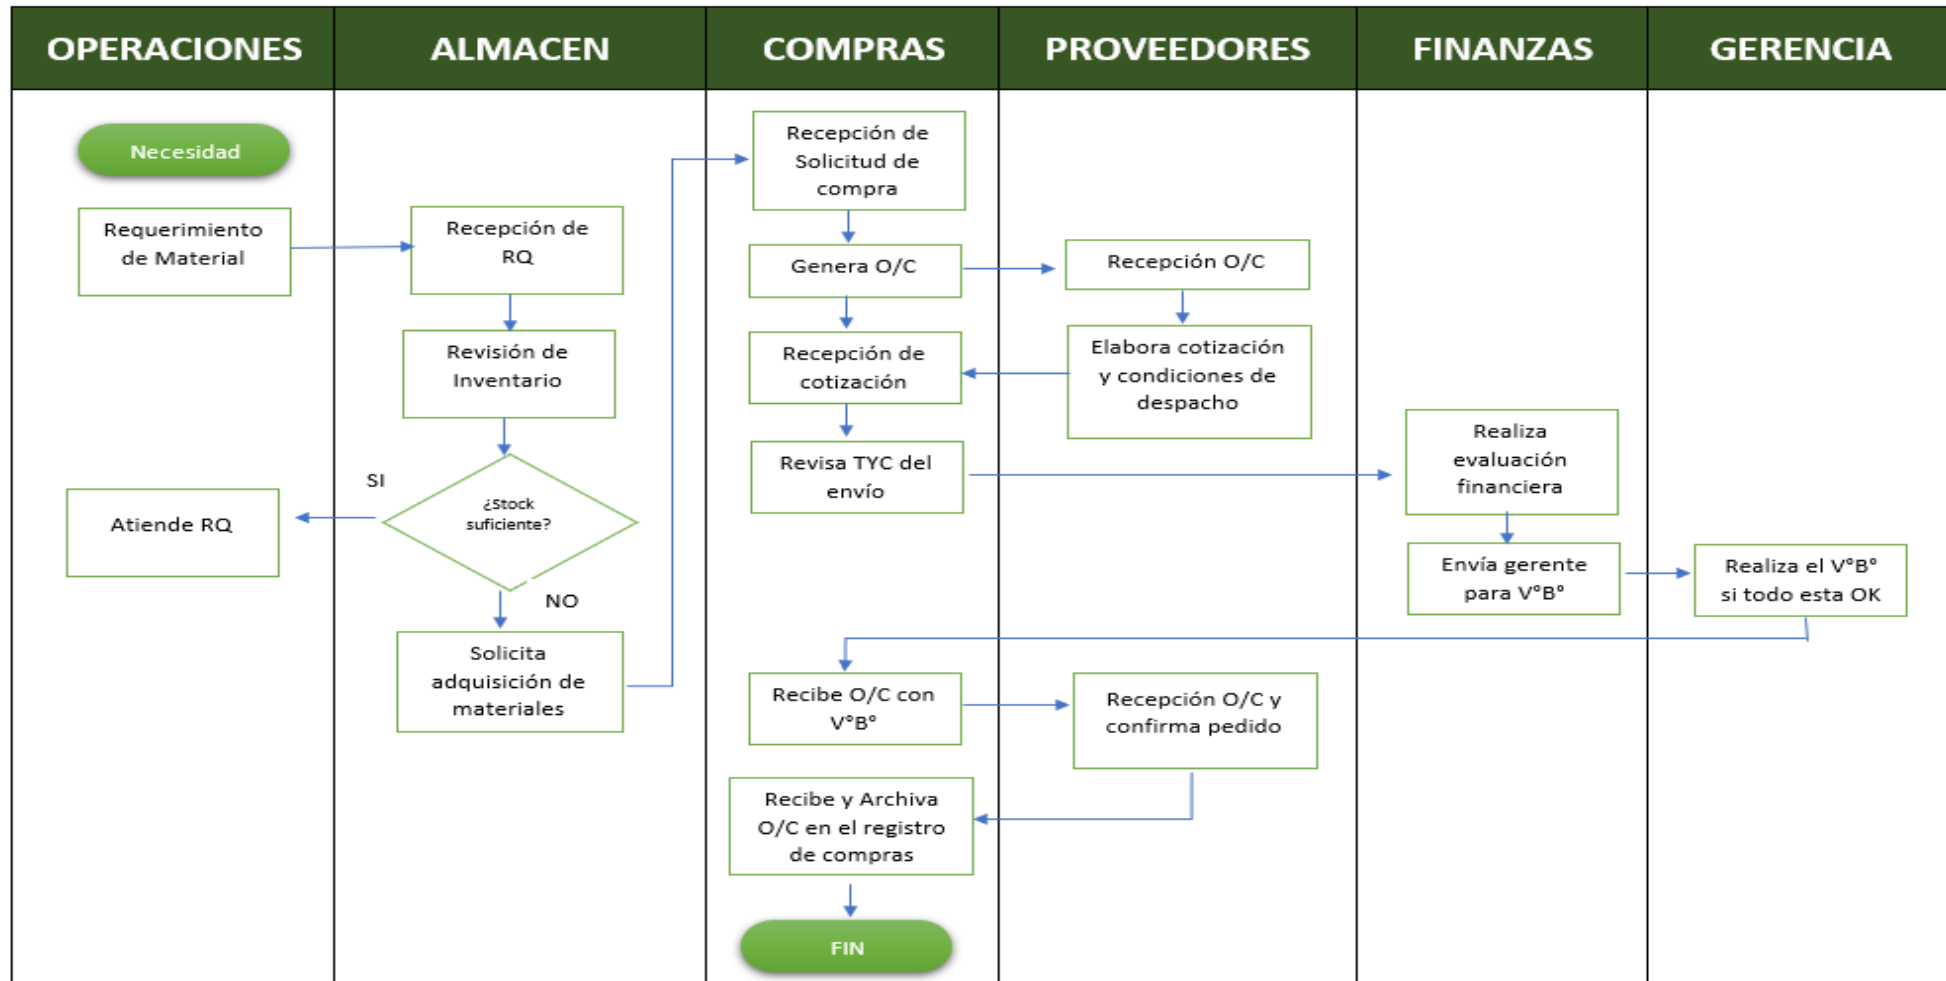 OPERACIONES
ALMACEN
COMPRAS
PROVEEDORES
FINANZAS
GERENCIA
Necesidad
Requerimiento
de Material
SI
Atiende RQ
Recepción de
RQ
Revisión de
Inventario
¿Stock
suficiente?
NO
Solicita
adquisición de
materiales
Recepción de
Solicitud de
compra
Genera O/C
Recepción de
cotización
Revisa TYC del
envío
Recibe O/C con
V°B°
Recibe y Archiva
O/C en el registro
de compras
FIN
Recepción O/C
Elabora cotización
y condiciones de
despacho
Recepción O/C y
confirma pedido
Realiza
evaluación
financiera
Envía gerente
para V°B°
Realiza el V°B°
si todo esta OK